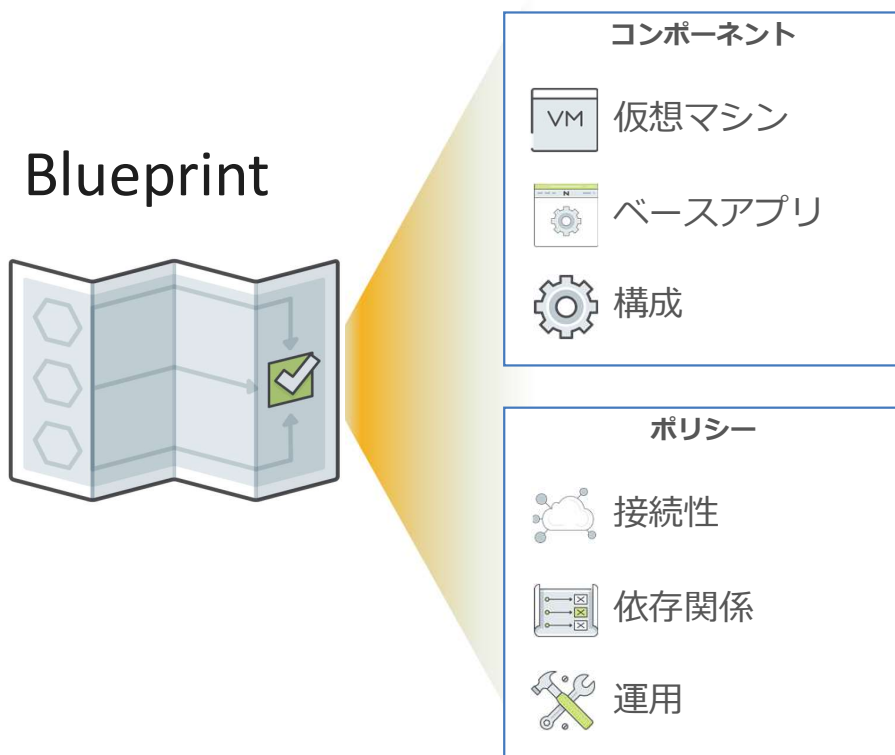 Blueprint
コンポーネント
VM
仮想マシン
N
ベースアプリ
構成
ポリシー
接続性
依存関係
運用